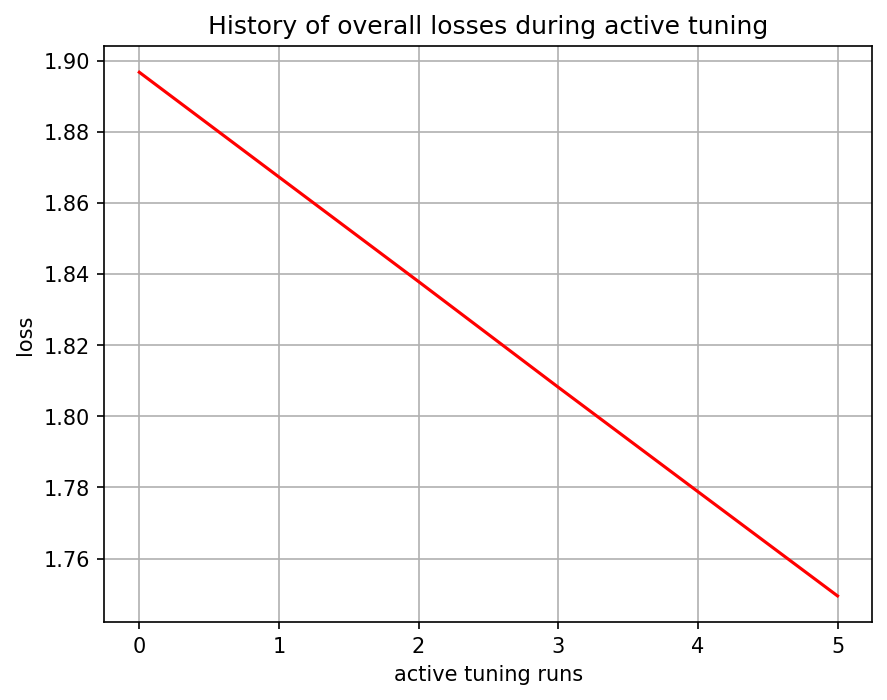 History of overall losses during active tuning
1.90
1.88
1.86
1.84
1.82
1.80
1.78
1.76
loss
0 1 2 3 4 5
active tuning runs